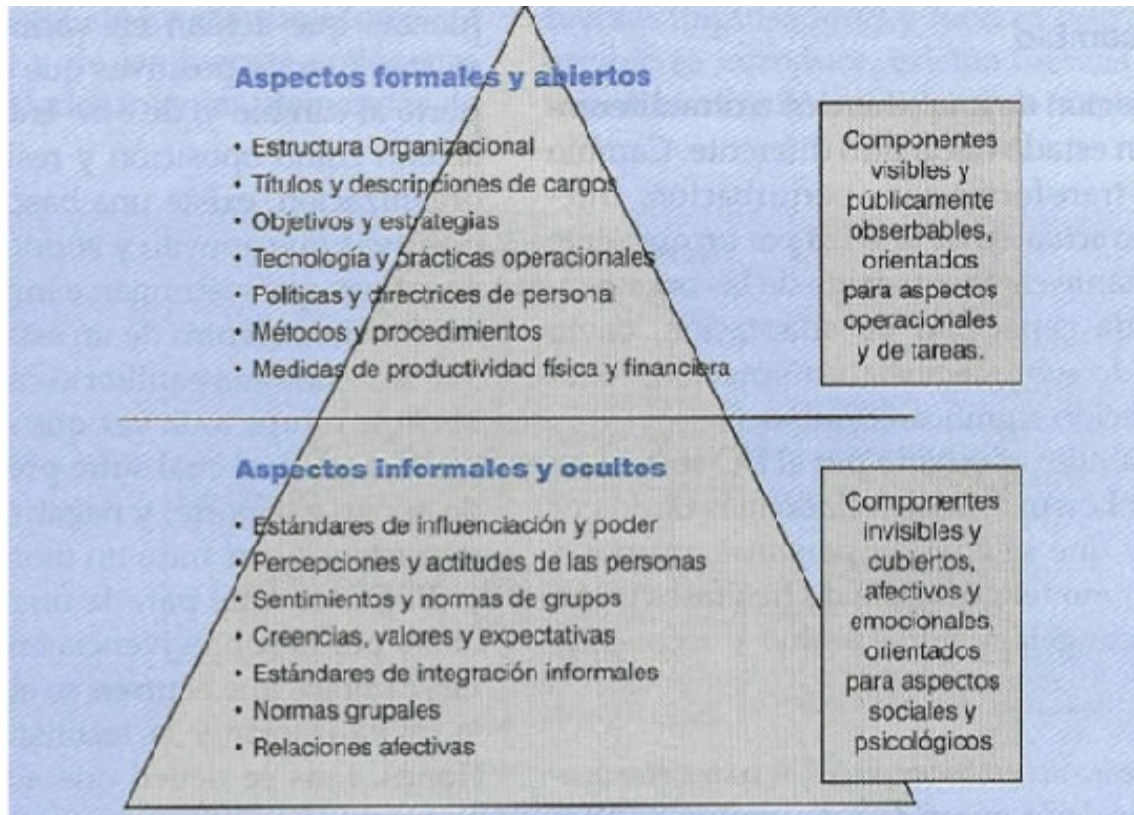 Aspectos formales y abiertos
• Estructura Organizacional
• Títulos y descripciones de cargos
• Objetivos y estrategias
• Tecnología y prácticas operacionales
• Políticas y directrices de persona
• Métodos y procedimientos
• Medidas de productividad física y financiera
Componentes
visibles y
públicamente
obserbables,
orientados
para aspectos
operacionales
y de tareas.
Aspectos informales y ocultos
• Estándares de influenciación y poder
• Percepciones y actitudes de las personas
• Sentimientos y normas de grupos
• Creencias, valores y expectativas
• Estándares de integración informales
• Normas grupales
• Relaciones afectivas
Componentes
invisibles y
cubiertos,
afectivos y
emocionales,
orientados
para aspectos
sociales y
psicológicos